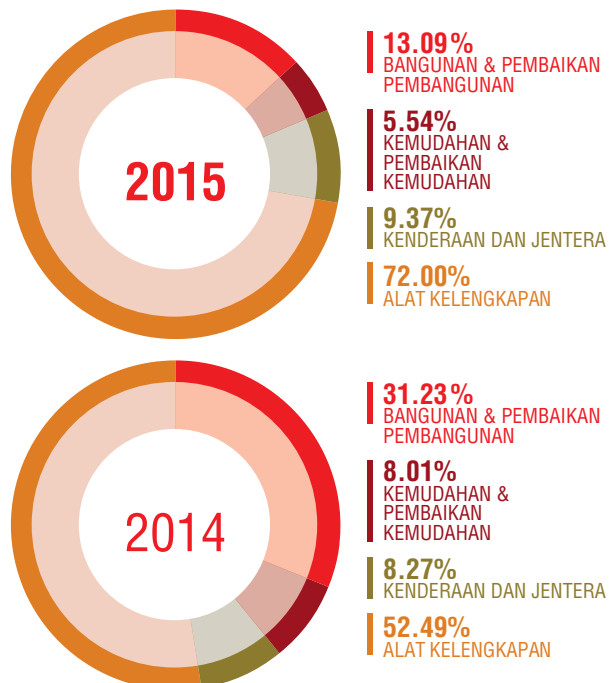 2015
13.09%
BANGUNAN & PEMBAIKAN
PEMBANGUNAN
5.54%
KEMUDAHAN &
PEMBAIKAN
KEMUDAHAN
9.37%
KENDERAAN DAN JENTERA
72.00%
ALAT KELENGKAPAN
2014
31.23%
BANGUNAN & PEMBAIKAN
PEMBANGUNAN
8.01%
KEMUDAHAN &
PEMBAIKAN
KEMUDAHAN
8.27%
KENDERAAN DAN JENTERA
52.49%
ALAT KELENGKAPAN